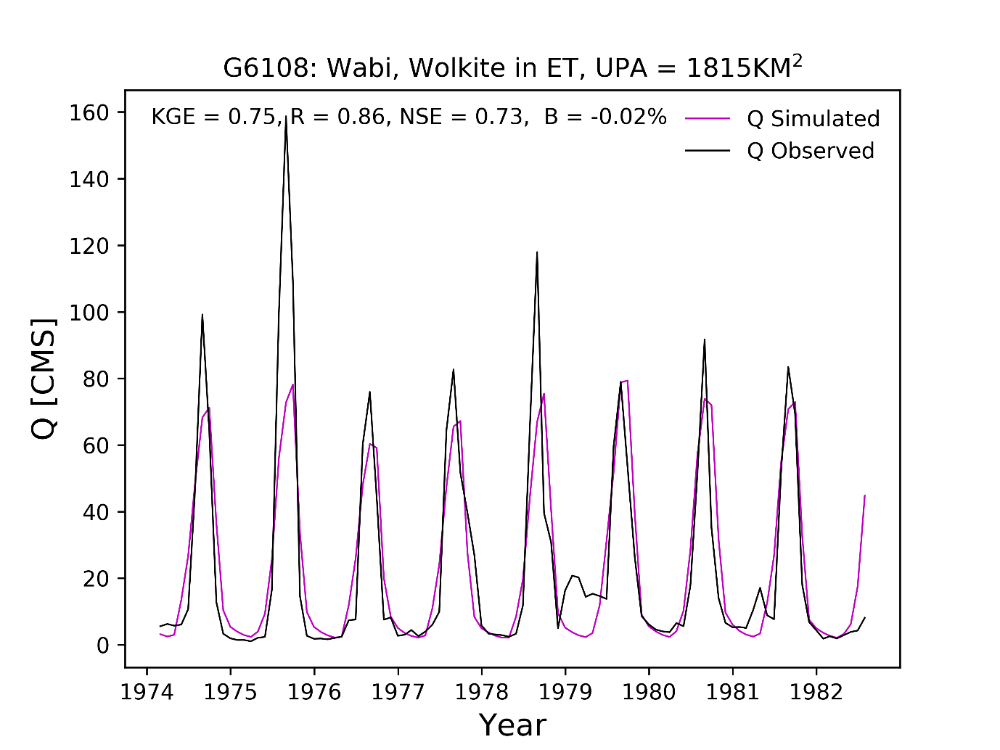 G6108: Wabi, Wolkite in ET, UPA = 1815KM²
KGE = 0.75, R = 0.86, NSE = 0.73,  B = -0.02%
Q Simulated
Q Observed
Q [CMS]
160
140
120
100
80
60
40
20
0
1974 1975 1976 1977 1978 1979 1980 1981 1982
Year